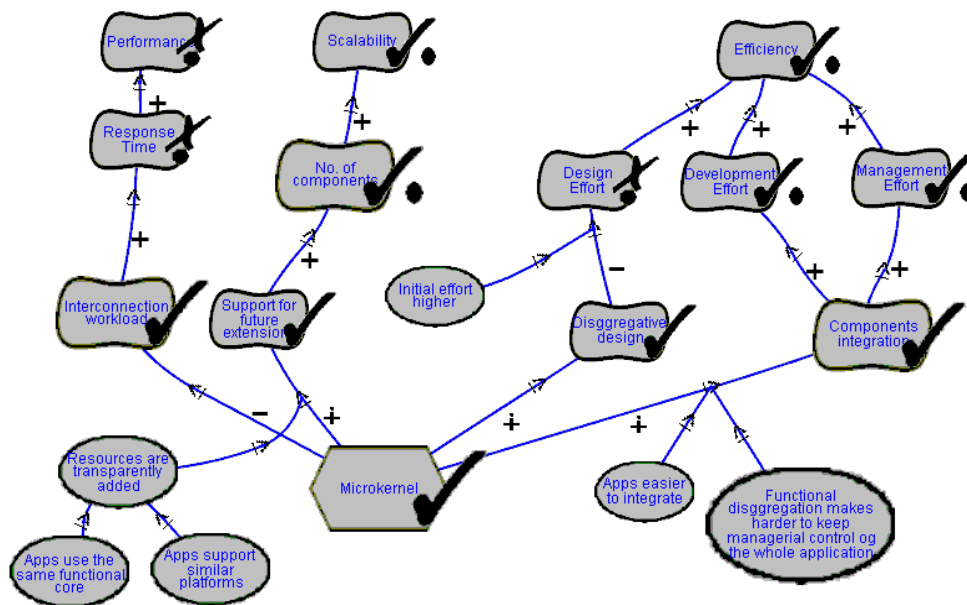 Performance
Scalability
Efficiency
Response
Time
No. of
components
Design
Effort
Development
Effort
Management
Effort
+
+
+
+
+
+
+
−
+
+
Initial effort
higher
Interconnection
workload
Support for
future
extension
Disggregative
design
Components
integration
−
+
+
+
Resources are
transparently
added
Microkernel
Apps easier
to integrate
Functional
disggregation makes
harder to keep
managerial control og
the whole application
Apps use the
same functional
core
Apps support
similar
platforms